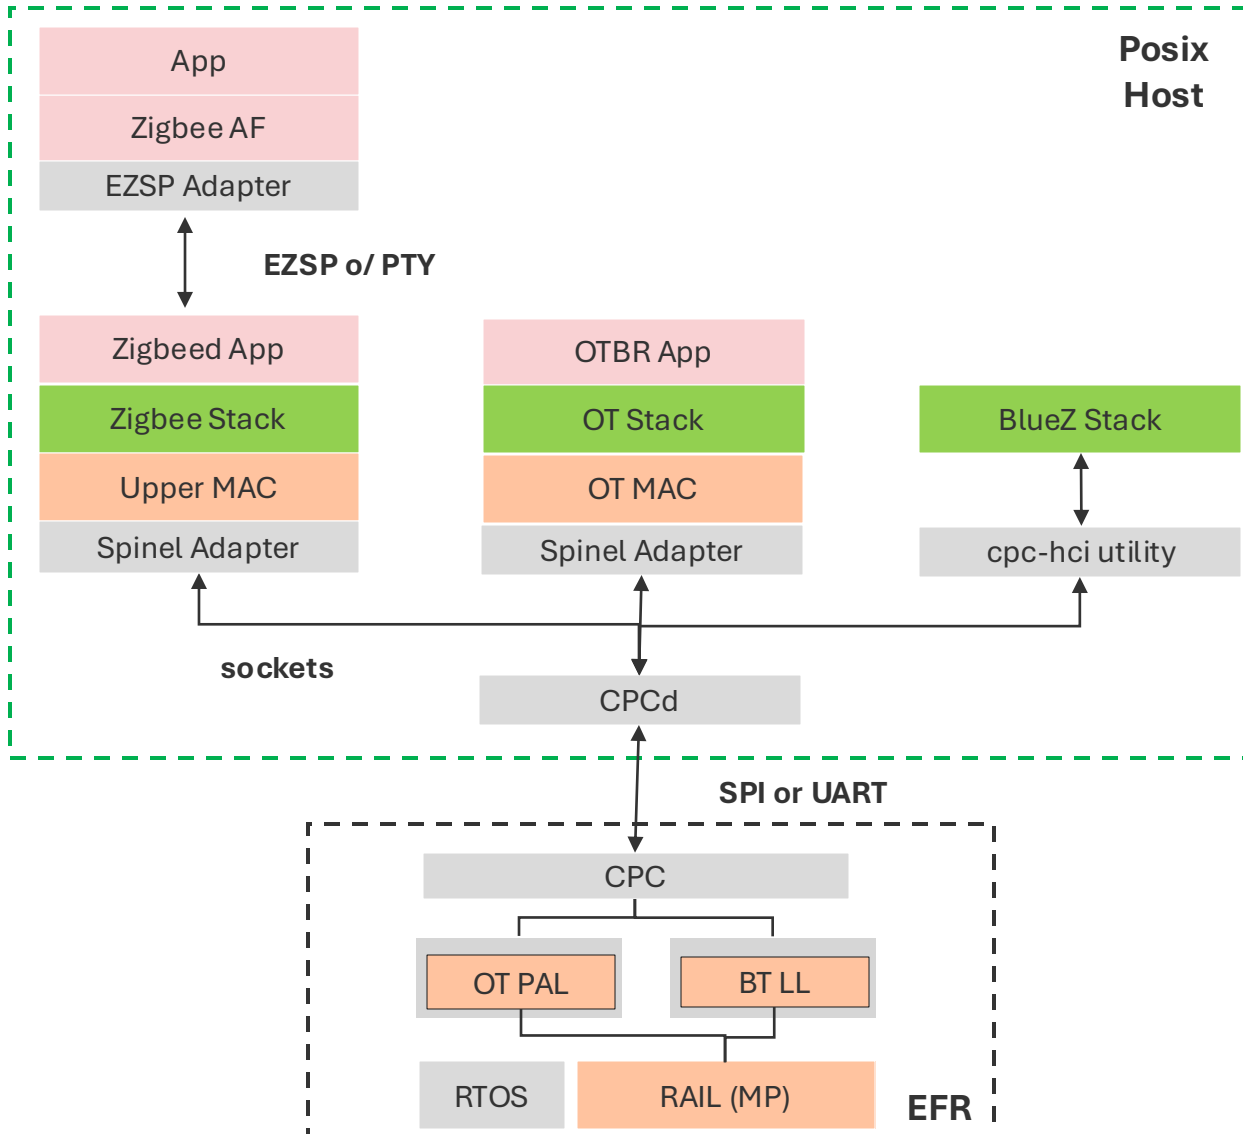 Posix
Host
App
Zigbee AF
EZSP Adapter
EZSP o/ PTY
Zigbeed App
Zigbee Stack
Upper MAC
Spinel Adapter
OTBR App
OT Stack
OT MAC
Spinel Adapter
BlueZ Stack
cpc-hci utility
sockets
CPCd
SPI or UART
CPC
OT PAL
BT LL
RTOS
RAIL (MP)
EFR